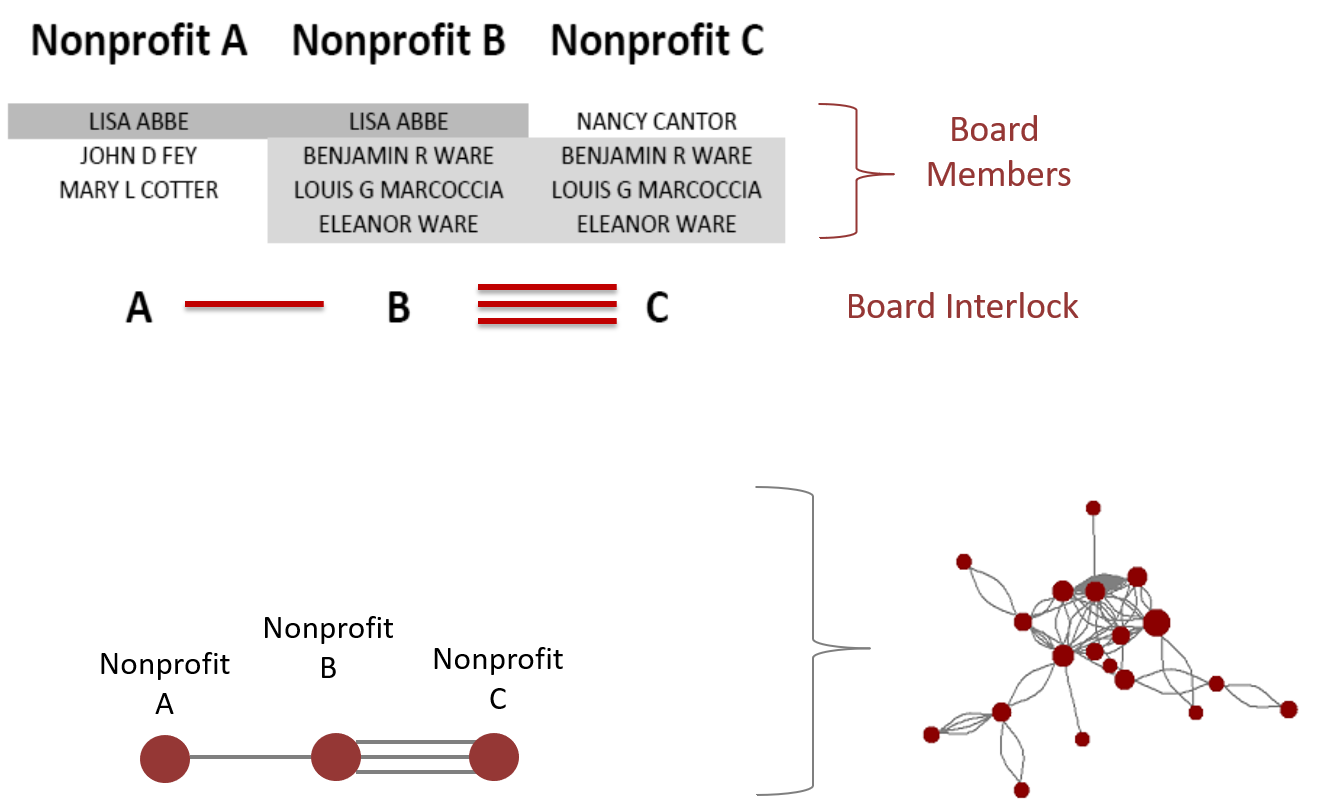 Nonprofit A Nonprofit B Nonprofit C
LISA ABBE LISA ABBE NANCY CANTOR
JOHN D FEY BENJAMIN R WARE BENJAMIN R WARE
MARY L COTTER LOUIS G MARCOCCIA LOUIS G MARCOCCIA
ELEANOR WARE ELEANOR WARE
Board
Members
A B C Board Interlock
Nonprofit
A
Nonprofit
B
Nonprofit
C